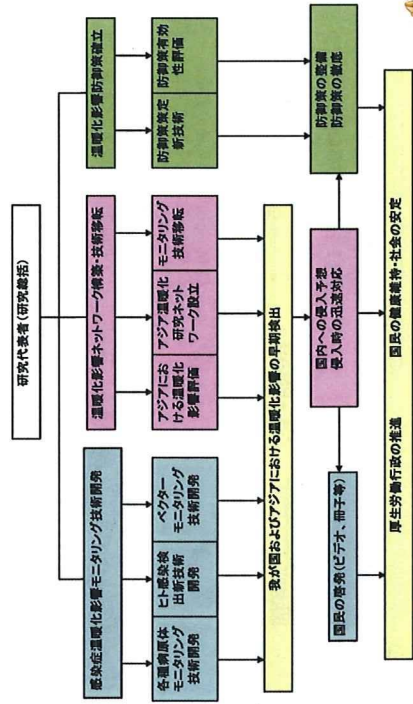 研究代表者(研究総括)
感染症温暖化影響モニタリング技術開発
温暖化影響ネットワーク構築・技術移転
温暖化影響防御策確立
各種病原体
モニタリング
技術開発
ヒト感染検
出新技術
開発
ベクター
モニタリング
技術開発
アジアにお
ける温暖化
影響評価
アジア温暖化
研究ネット
ワーク設立
モニタリング
技術移転
防御策策定
新技術
防御策有効
性評価
我が国およびアジアにおける温暖化影響の早期検出
国民の啓発(ビデオ、冊子等)
国内への侵入予想
侵入時の迅速対応
防御策の整備
防御策の徹底
厚生労働行政の推進
国民の健康維持・社会の安定